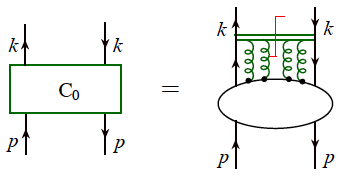 k k k k
C₀ =
p p p p